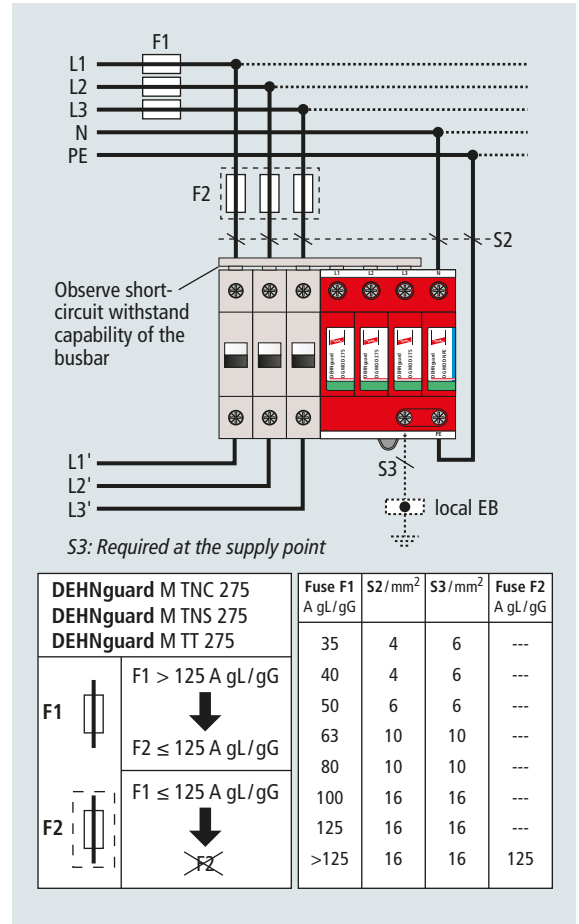 F1
L1
L2
L3
N
PE
F2
S2
L1 L2 L3 N
Observe short-
circuit withstand
capability of the
busbar
DEHNguard
DGMOD275
DEHNguard
DGMOD275
DEHNguard
DGMOD275
DEHNguard
PE
L1'
L2'
L3'
S3
local EB
S3: Required at the supply point
DEHNguard M TNC 275
DEHNguard M TNS 275
DEHNguard M TT 275
F1
F1 > 125 A gL/gG
F2 ≤ 125 A gL/gG
F2
F1 ≤ 125 A gL/gG
F2
Fuse F1 S2/mm² S3/mm² Fuse F2
A gL/gG A gL/gG
35 4 6 ---
40 4 6 ---
50 6 6 ---
63 10 10 ---
80 10 10 ---
100 16 16 ---
125 16 16 ---
>125 16 16 125